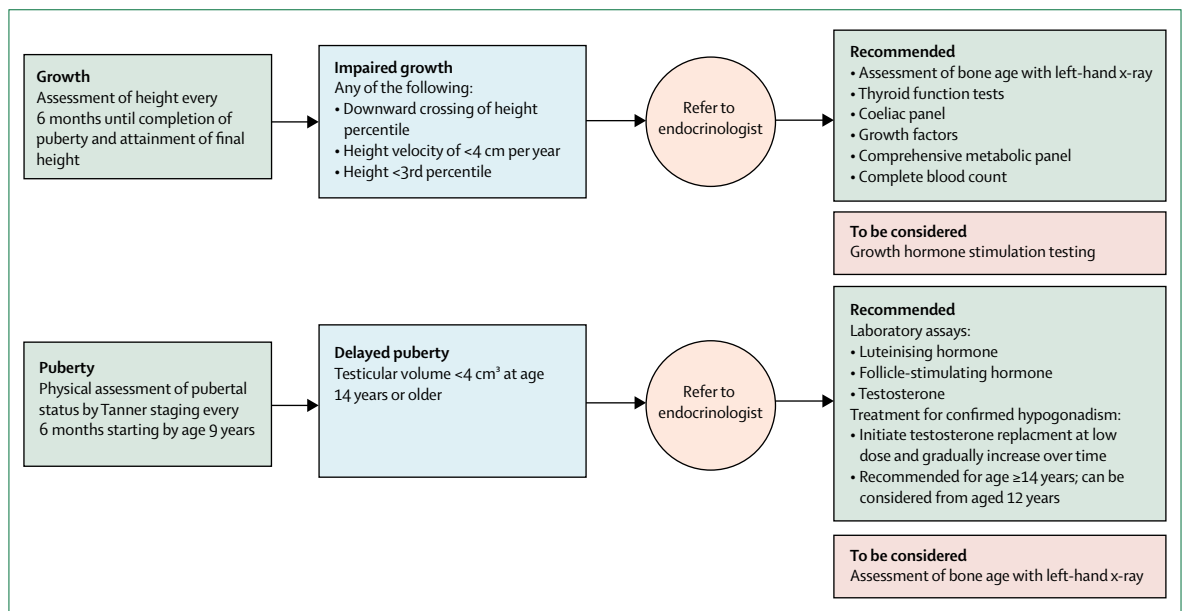 Growth
Assessment of height every
6 months until completion of
puberty and attainment of final
height
Impaired growth
Any of the following:
• Downward crossing of height
percentile
• Height velocity of <4 cm per year
• Height <3rd percentile
Refer to
endocrinologist
Recommended
• Assessment of bone age with left-hand x-ray
• Thyroid function tests
• Coeliac panel
• Growth factors
• Comprehensive metabolic panel
• Complete blood count
To be considered
Growth hormone stimulation testing
Puberty
Physical assessment of pubertal
status by Tanner staging every
6 months starting by age 9 years
Delayed puberty
Testicular volume <4 cm³ at age
14 years or older
Refer to
endocrinologist
Recommended
Laboratory assays:
• Luteinising hormone
• Follicle-stimulating hormone
• Testosterone
Treatment for confirmed hypogonadism:
• Initiate testosterone replacment at low
dose and gradually increase over time
• Recommended for age ≥14 years; can be
considered from aged 12 years
To be considered
Assessment of bone age with left-hand x-ray